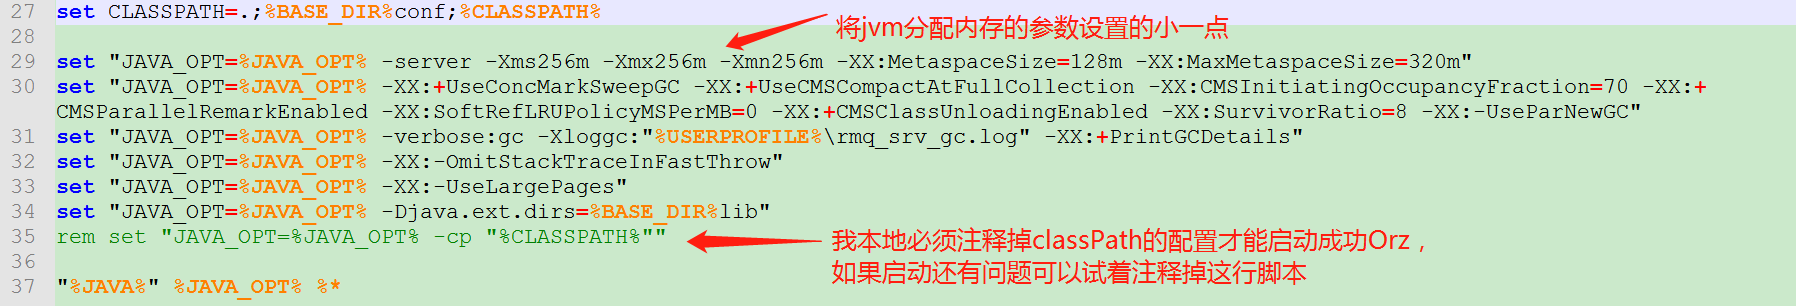 27 set CLASSPATH=.;%BASE_DIR%conf;%CLASSPATH%
将jvm分配内存的参数设置的小一点
28
29 set "JAVA_OPT=%JAVA_OPT% -server -Xms256m -Xmx256m -Xmn256m -XX:MetaspaceSize=128m -XX:MaxMetaspaceSize=320m"
30 set "JAVA_OPT=%JAVA_OPT% -XX:+UseConcMarkSweepGC -XX:+UseCMSCompactAtFullCollection -XX:CMSInitiatingOccupancyFraction=70 -XX:+
CMSParallelRemarkEnabled -XX:SoftRefLRUPolicyMSPerMB=0 -XX:+CMSClassUnloadingEnabled -XX:SurvivorRatio=8 -XX:-UseParNewGC"
31 set "JAVA_OPT=%JAVA_OPT% -verbose:gc -Xloggc:"%USERPROFILE%\rmq_srv_gc.log" -XX:+PrintGCDetails"
32 set "JAVA_OPT=%JAVA_OPT% -XX:-OmitStackTraceInFastThrow"
33 set "JAVA_OPT=%JAVA_OPT% -XX:-UseLargePages"
34 set "JAVA_OPT=%JAVA_OPT% -Djava.ext.dirs=%BASE_DIR%lib"
35 rem set "JAVA_OPT=%JAVA_OPT% -cp "%CLASSPATH%""
我本地必须注释掉classPath的配置才能启动成功Orz，
如果启动还有问题可以试着注释掉这行脚本
36
37 "%JAVA%" %JAVA_OPT% %*